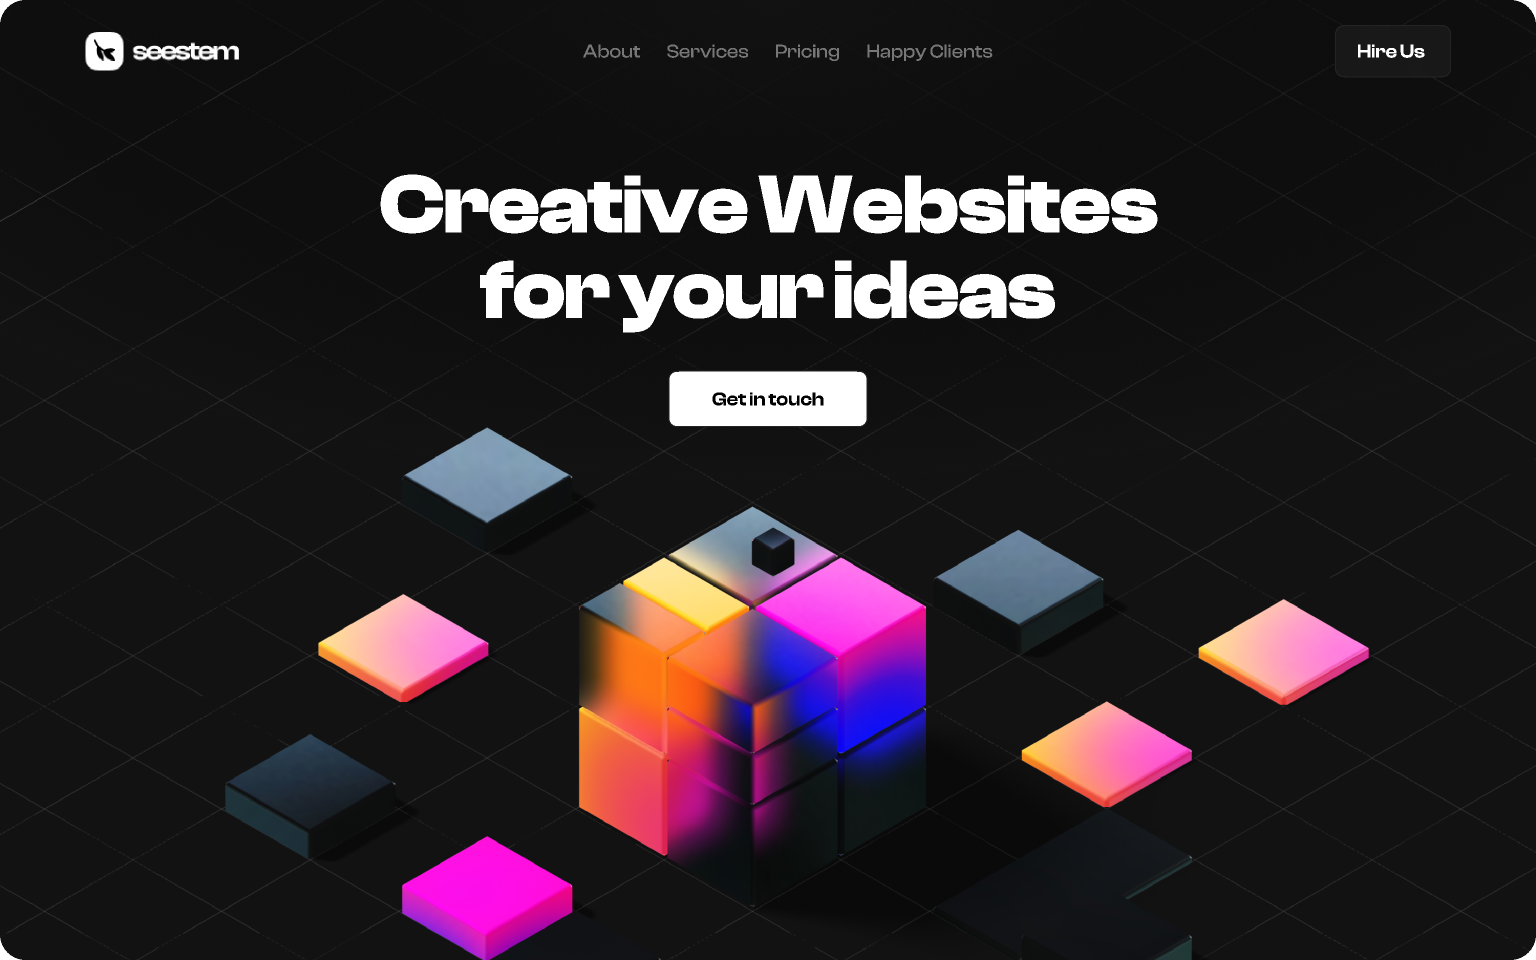 seestem
About Services Pricing Happy Clients
Hire Us
Creative Websites
for your ideas
Get in touch